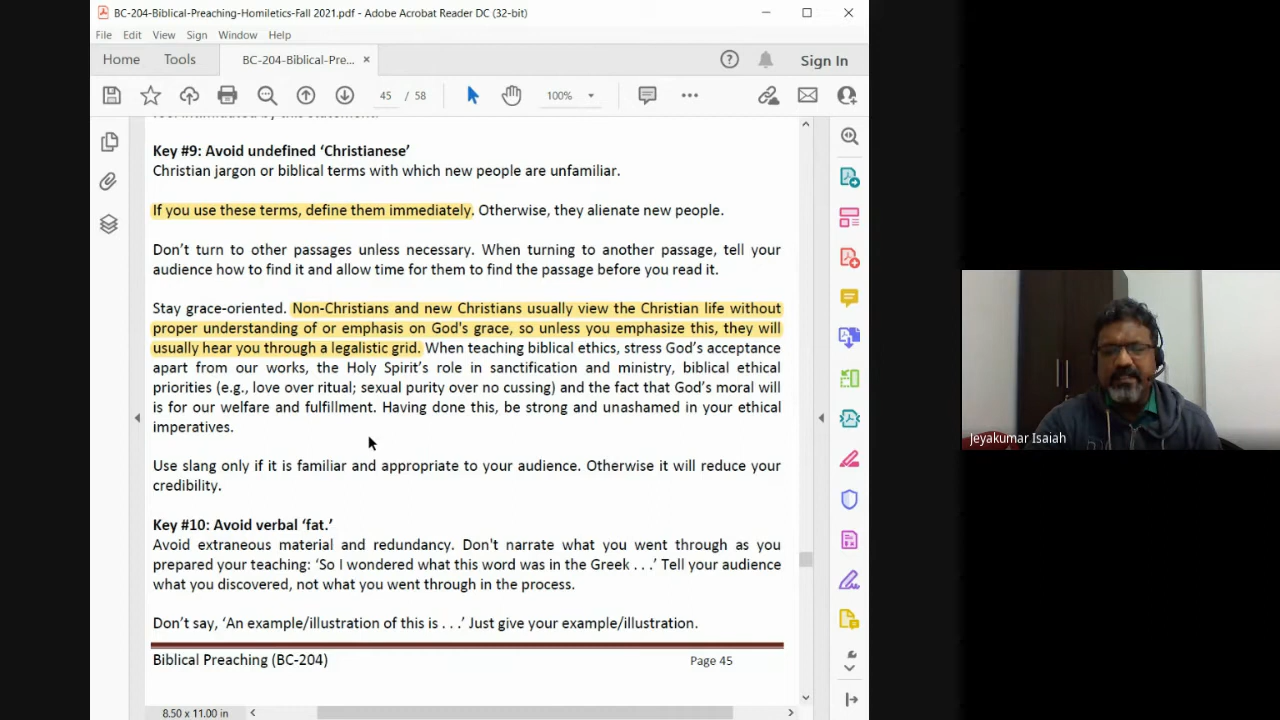 BC-204-Biblical-Preaching-Homiletics-Fall 2021.pdf - Adobe Acrobat Reader DC (32-bit)
File Edit View Sign Window Help
Home Tools BC-204-Biblical-Pre... × Sign In
45 / 58 100%
Key #9: Avoid undefined ‘Christianese’
Christian jargon or biblical terms with which new people are unfamiliar.
If you use these terms, define them immediately. Otherwise, they alienate new people.
Don’t turn to other passages unless necessary. When turning to another passage, tell your
audience how to find it and allow time for them to find the passage before you read it.
Stay grace-oriented. Non-Christians and new Christians usually view the Christian life without
proper understanding of or emphasis on God's grace, so unless you emphasize this, they will
usually hear you through a legalistic grid. When teaching biblical ethics, stress God’s acceptance
apart from our works, the Holy Spirit’s role in sanctification and ministry, biblical ethical
priorities (e.g., love over ritual; sexual purity over no cussing) and the fact that God’s moral will
is for our welfare and fulfillment. Having done this, be strong and unashamed in your ethical
imperatives.
Use slang only if it is familiar and appropriate to your audience. Otherwise it will reduce your
credibility.
Key #10: Avoid verbal ‘fat.’
Avoid extraneous material and redundancy. Don't narrate what you went through as you
prepared your teaching: ‘So I wondered what this word was in the Greek . . .’ Tell your audience
what you discovered, not what you went through in the process.
Don’t say, ‘An example/illustration of this is . . .’ Just give your example/illustration.
Biblical Preaching (BC-204) Page 45
8.50 x 11.00 in
Jeyakumar Isaiah